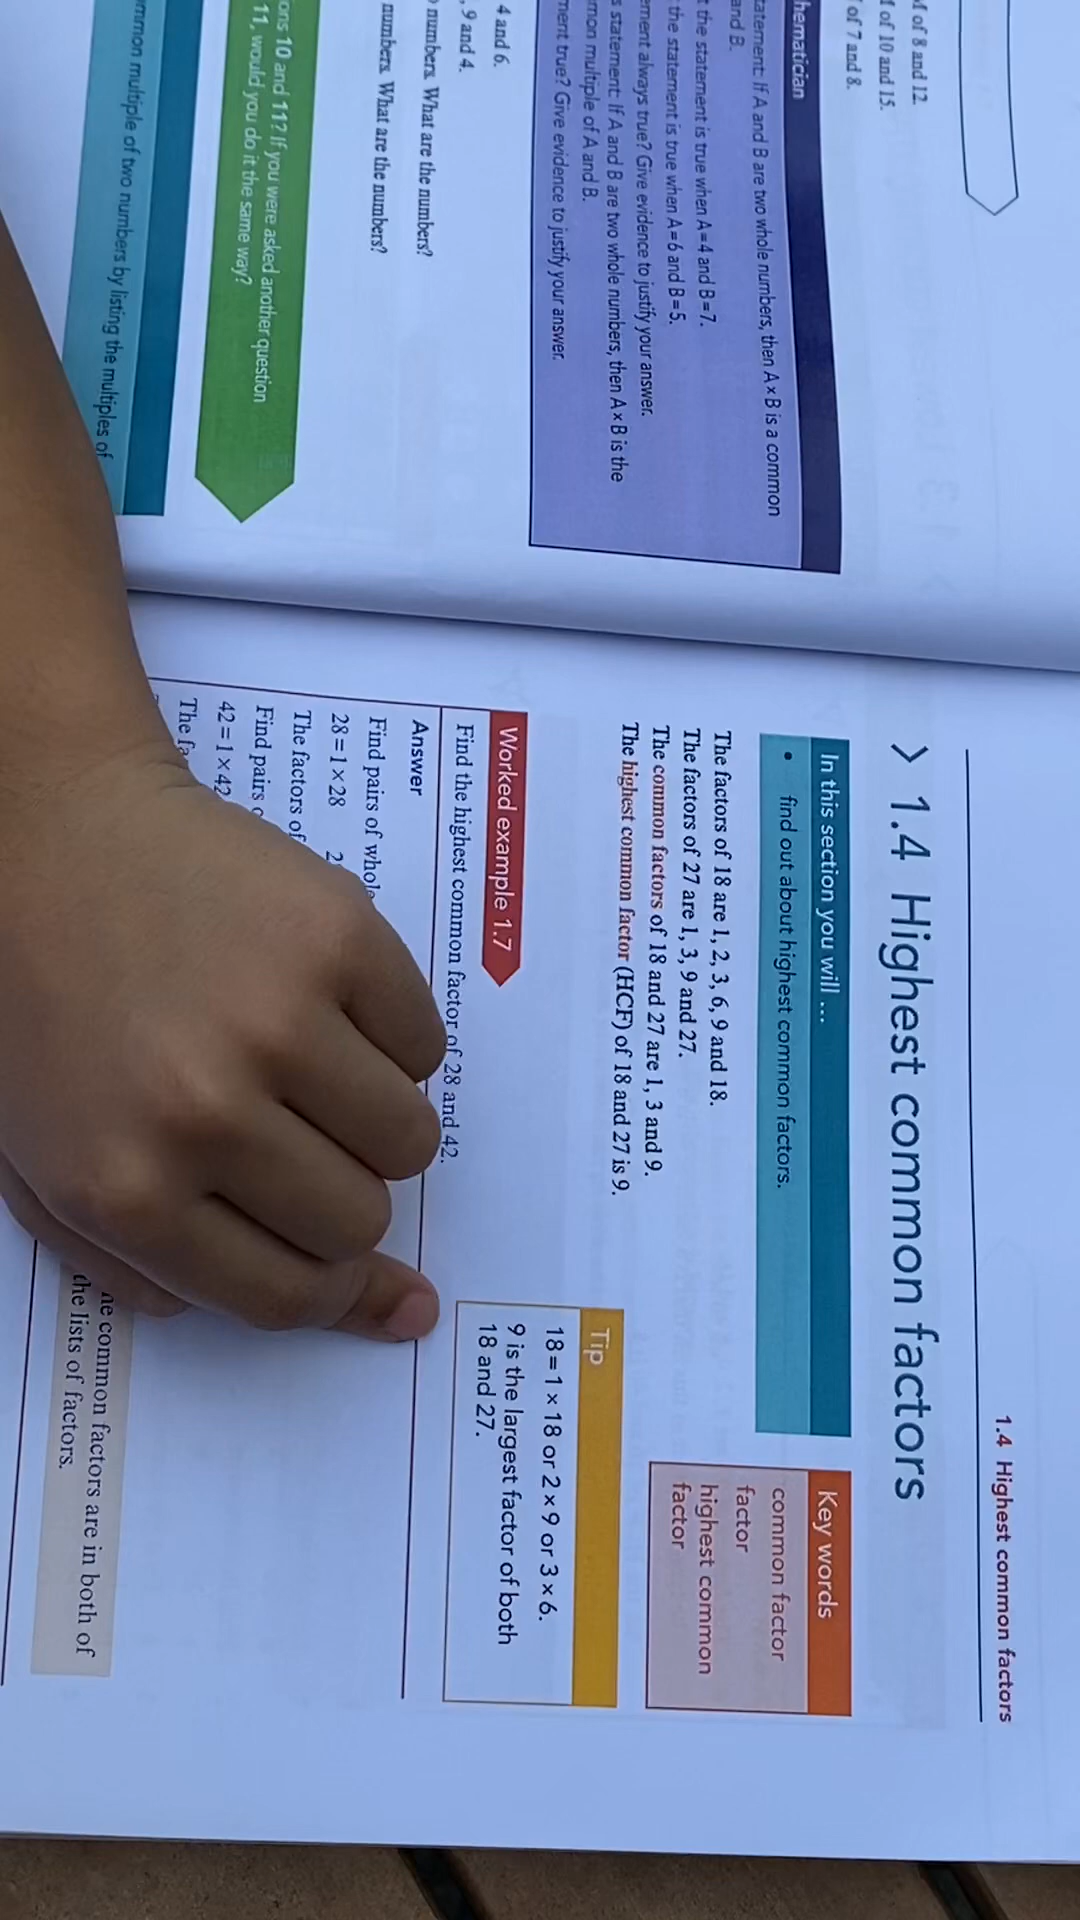 of 8 and 12.
of 10 and 15.
of 7 and 8.
hematician
tatement: If A and B are two whole numbers, then A × B is a common
and B.
the statement is true when A = 4 and B = 7.
the statement is true when A = 6 and B = 5.
ement always true? Give evidence to justify your answer.
s statement: If A and B are two whole numbers, then A × B is the
mon multiple of A and B.
ment true? Give evidence to justify your answer.
4 and 6.
, 9 and 4.
numbers. What are the numbers?
numbers. What are the numbers?
ons 10 and 11? If you were asked another question
11, would you do it the same way?
mmon multiple of two numbers by listing the multiples of
1.4 Highest common factors
> 1.4 Highest common factors
In this section you will ...
• find out about highest common factors.
Key words
common factor
factor
highest common
factor
The factors of 18 are 1, 2, 3, 6, 9 and 18.
The factors of 27 are 1, 3, 9 and 27.
The common factors of 18 and 27 are 1, 3 and 9.
The highest common factor (HCF) of 18 and 27 is 9.
Tip
18 = 1 × 18 or 2 × 9 or 3 × 6.
9 is the largest factor of both
18 and 27.
Worked example 1.7
Find the highest common factor of 28 and 42.
Answer
Find pairs of whole
28 = 1 × 28 2
The factors of
Find pairs
42 = 1 × 42
The fa
he common factors are in both of
the lists of factors.